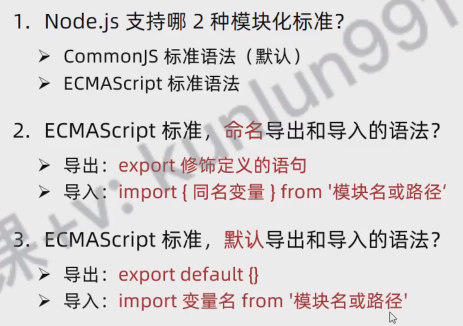 1. Node.js 支持哪 2 种模块化标准?
➢ CommonJS 标准语法（默认）
➢ ECMAScript 标准语法
2. ECMAScript 标准，命名导出和导入的语法?
➢ 导出：export 修饰定义的语句
➢ 导入：import { 同名变量 } from '模块名或路径'
3. ECMAScript 标准，默认导出和导入的语法?
➢ 导出：export default {}
➢ 导入：import 变量名 from '模块名或路径'
课+v: kunlun991